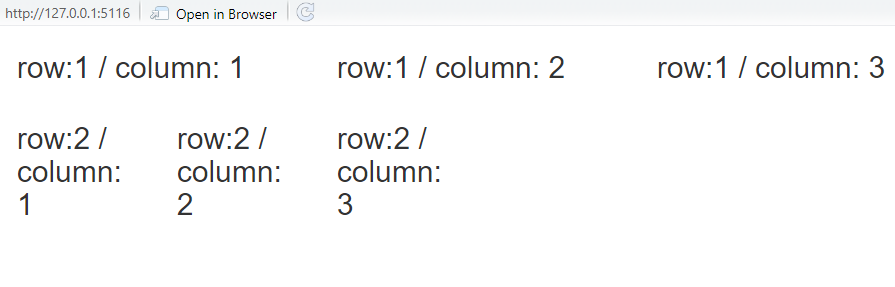 http://127.0.0.1:5116 Open in Browser
row:1 / column: 1 row:1 / column: 2 row:1 / column: 3
row:2 /
column:
1
row:2 /
column:
2
row:2 /
column:
3